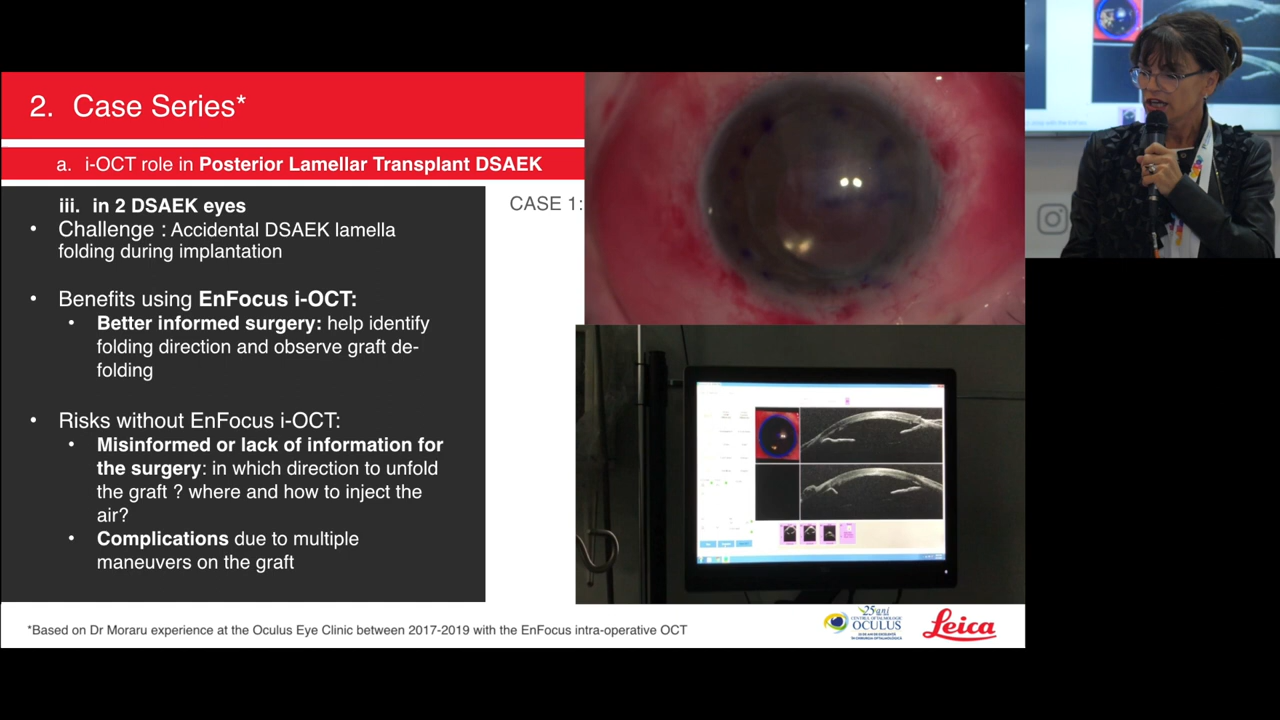 2. Case Series*
a. i-OCT role in Posterior Lamellar Transplant DSAEK
iii. in 2 DSAEK eyes
• Challenge : Accidental DSAEK lamella
folding during implantation
• Benefits using EnFocus i-OCT:
• Better informed surgery: help identify
folding direction and observe graft de-
folding
• Risks without EnFocus i-OCT:
• Misinformed or lack of information for
the surgery: in which direction to unfold
the graft ? where and how to inject the
air?
• Complications due to multiple
maneuvers on the graft
CASE 1:
*Based on Dr Moraru experience at the Oculus Eye Clinic between 2017-2019 with the EnFocus intra-operative OCT
25 ani
CENTRUL OFTALMOLOGIC
OCULUS
Leica